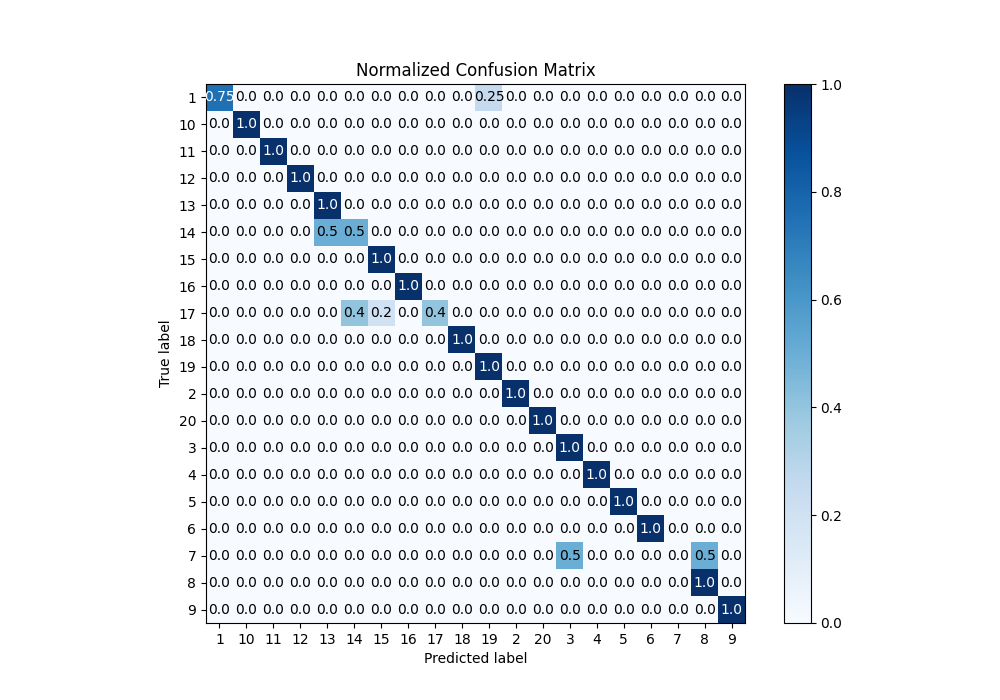 Normalized Confusion Matrix
1 0.75 0.0 0.0 0.0 0.0 0.0 0.0 0.0 0.0 0.0 0.25 0.0 0.0 0.0 0.0 0.0 0.0 0.0 0.0 0.0
10 0.0 1.0 0.0 0.0 0.0 0.0 0.0 0.0 0.0 0.0 0.0 0.0 0.0 0.0 0.0 0.0 0.0 0.0 0.0 0.0
11 0.0 0.0 1.0 0.0 0.0 0.0 0.0 0.0 0.0 0.0 0.0 0.0 0.0 0.0 0.0 0.0 0.0 0.0 0.0 0.0
12 0.0 0.0 0.0 1.0 0.0 0.0 0.0 0.0 0.0 0.0 0.0 0.0 0.0 0.0 0.0 0.0 0.0 0.0 0.0 0.0
13 0.0 0.0 0.0 0.0 1.0 0.0 0.0 0.0 0.0 0.0 0.0 0.0 0.0 0.0 0.0 0.0 0.0 0.0 0.0 0.0
14 0.0 0.0 0.0 0.0 0.5 0.5 0.0 0.0 0.0 0.0 0.0 0.0 0.0 0.0 0.0 0.0 0.0 0.0 0.0 0.0
15 0.0 0.0 0.0 0.0 0.0 0.0 1.0 0.0 0.0 0.0 0.0 0.0 0.0 0.0 0.0 0.0 0.0 0.0 0.0 0.0
16 0.0 0.0 0.0 0.0 0.0 0.0 0.0 1.0 0.0 0.0 0.0 0.0 0.0 0.0 0.0 0.0 0.0 0.0 0.0 0.0
17 0.0 0.0 0.0 0.0 0.0 0.4 0.2 0.0 0.4 0.0 0.0 0.0 0.0 0.0 0.0 0.0 0.0 0.0 0.0 0.0
18 0.0 0.0 0.0 0.0 0.0 0.0 0.0 0.0 0.0 1.0 0.0 0.0 0.0 0.0 0.0 0.0 0.0 0.0 0.0 0.0
19 0.0 0.0 0.0 0.0 0.0 0.0 0.0 0.0 0.0 0.0 1.0 0.0 0.0 0.0 0.0 0.0 0.0 0.0 0.0 0.0
2 0.0 0.0 0.0 0.0 0.0 0.0 0.0 0.0 0.0 0.0 0.0 1.0 0.0 0.0 0.0 0.0 0.0 0.0 0.0 0.0
20 0.0 0.0 0.0 0.0 0.0 0.0 0.0 0.0 0.0 0.0 0.0 0.0 1.0 0.0 0.0 0.0 0.0 0.0 0.0 0.0
3 0.0 0.0 0.0 0.0 0.0 0.0 0.0 0.0 0.0 0.0 0.0 0.0 0.0 1.0 0.0 0.0 0.0 0.0 0.0 0.0
4 0.0 0.0 0.0 0.0 0.0 0.0 0.0 0.0 0.0 0.0 0.0 0.0 0.0 0.0 1.0 0.0 0.0 0.0 0.0 0.0
5 0.0 0.0 0.0 0.0 0.0 0.0 0.0 0.0 0.0 0.0 0.0 0.0 0.0 0.0 0.0 1.0 0.0 0.0 0.0 0.0
6 0.0 0.0 0.0 0.0 0.0 0.0 0.0 0.0 0.0 0.0 0.0 0.0 0.0 0.0 0.0 0.0 1.0 0.0 0.0 0.0
7 0.0 0.0 0.0 0.0 0.0 0.0 0.0 0.0 0.0 0.0 0.0 0.0 0.0 0.5 0.0 0.0 0.0 0.0 0.5 0.0
8 0.0 0.0 0.0 0.0 0.0 0.0 0.0 0.0 0.0 0.0 0.0 0.0 0.0 0.0 0.0 0.0 0.0 0.0 1.0 0.0
9 0.0 0.0 0.0 0.0 0.0 0.0 0.0 0.0 0.0 0.0 0.0 0.0 0.0 0.0 0.0 0.0 0.0 0.0 0.0 1.0
1 10 11 12 13 14 15 16 17 18 19 2 20 3 4 5 6 7 8 9
Predicted label
True label
1.0
0.8
0.6
0.4
0.2
0.0